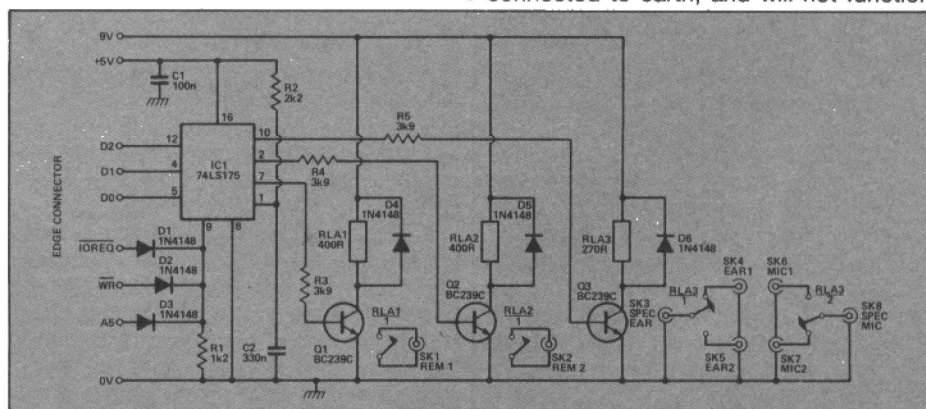 connected to earth, and will not function
9V
+5V
C1
100n
R2
2k2
16
10
2
7
1
IC1
74LS175
12
4
5
9
8
D2
D1
D0
EDGE CONNECTOR
IOREQ
D1
1N4148
WR
D2
1N4148
A5
D3
1N4148
R1
1k2
C2
330n
0V
R5
3k9
R4
3k9
R3
3k9
D4
1N4148
RLA1
400R
Q1
BC239C
RLA1
1
SK1
REM 1
D5
1N4148
RLA2
400R
Q2
BC239C
RLA2
1
SK2
REM 2
RLA3
270R
D6
1N4148
Q3
BC239C
SK3
SPEC
EAR
RLA3
1
SK4
EAR1
SK5
EAR2
SK6
MIC1
SK7
MIC2
RLA3
2
SK8
SPEC
MIC